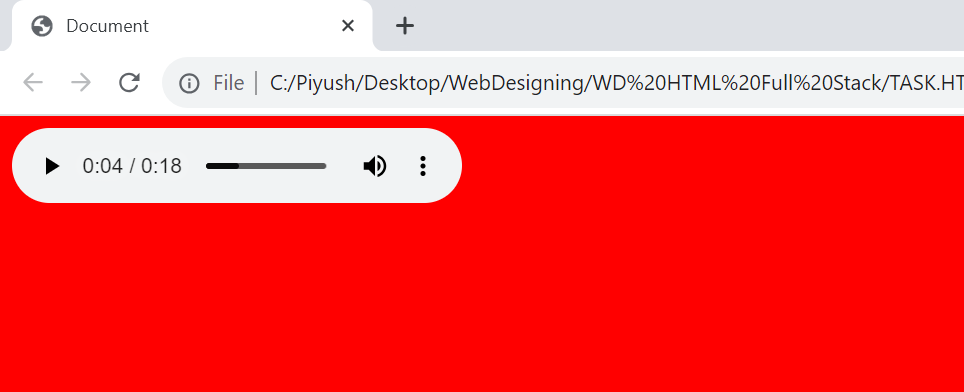 Document
File C:/Piyush/Desktop/WebDesigning/WD%20HTML%20Full%20Stack/TASK.HT
0:04 / 0:18